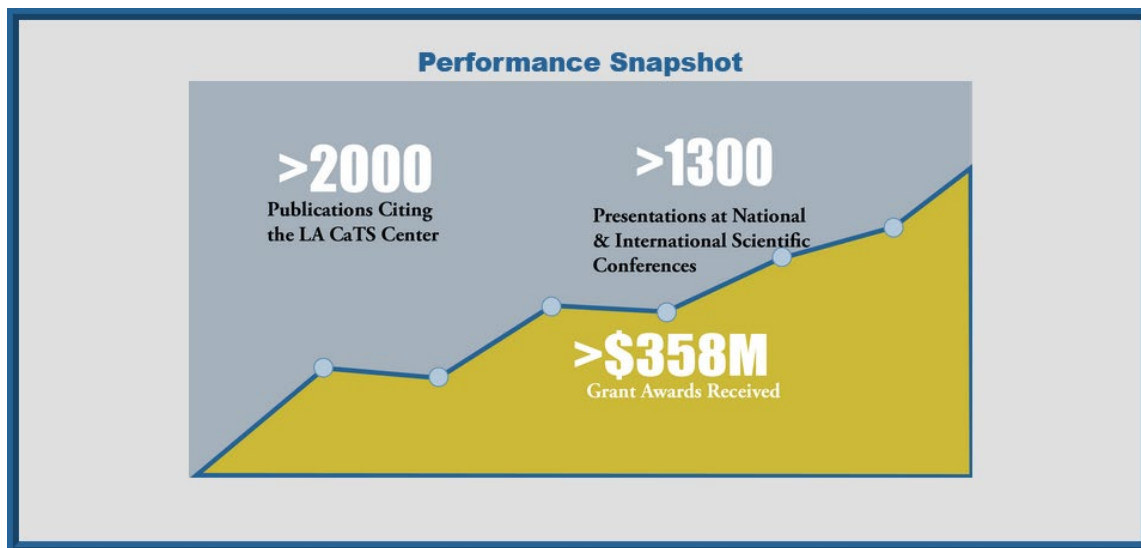 Performance Snapshot
>2000
Publications Citing
the LA CaTS Center
>1300
Presentations at National
& International Scientific
Conferences
>$358M
Grant Awards Received